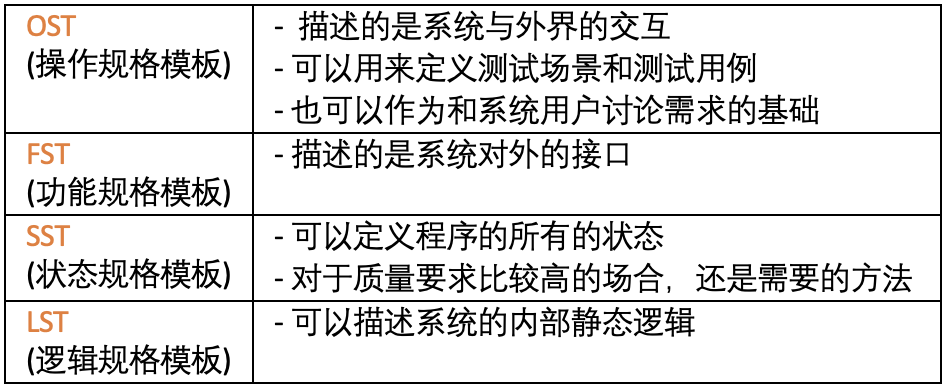 OST
(操作规格模板)
- 描述的是系统与外界的交互
- 可以用来定义测试场景和测试用例
- 也可以作为和系统用户讨论需求的基础
FST
(功能规格模板)
- 描述的是系统对外的接口
SST
(状态规格模板)
- 可以定义程序的所有的状态
- 对于质量要求比较高的场合，还是需要的方法
LST
(逻辑规格模板)
- 可以描述系统的内部静态逻辑